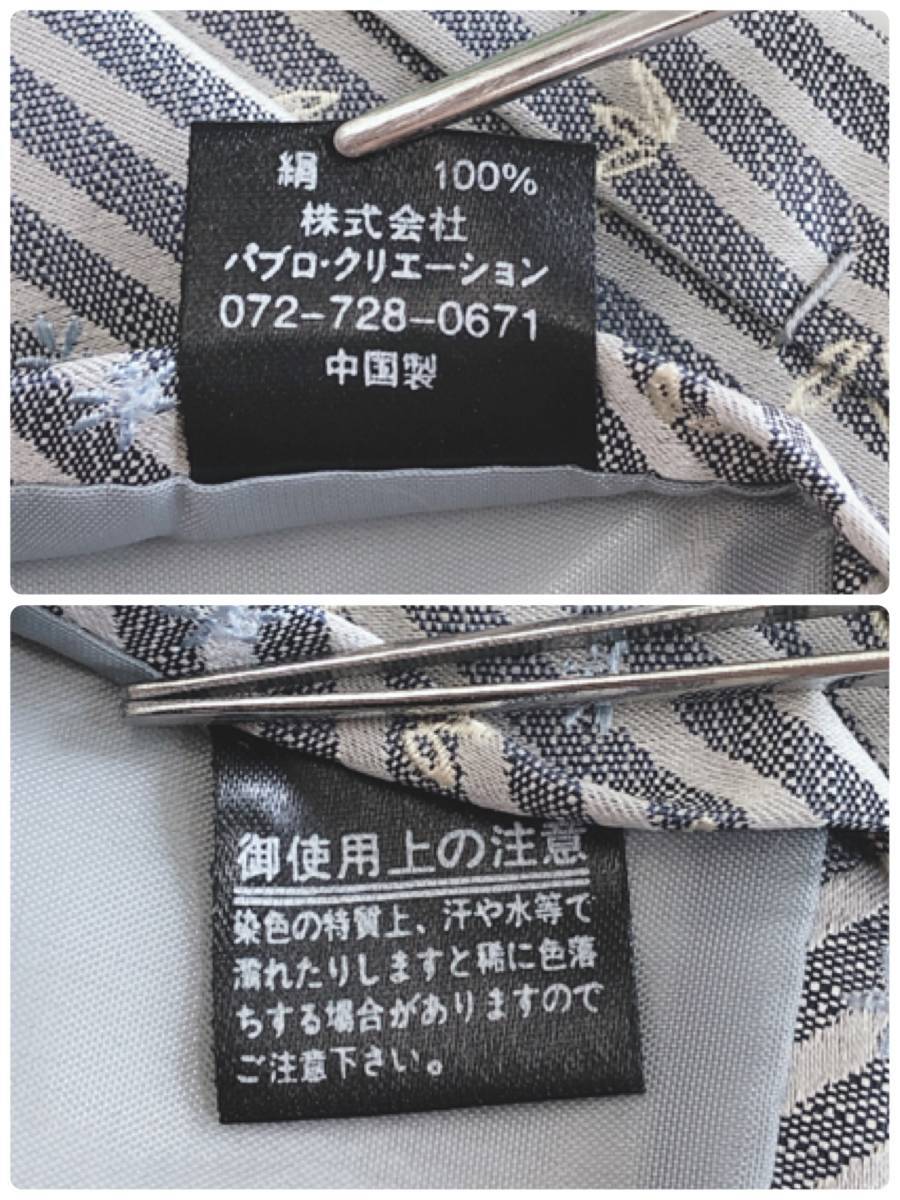 絹 100%
株式会社
パブロ･クリエーション
072-728-0671
中国製
御使用上の注意
染色の特質上、汗や水等で
濡れたりしますと稀に色落
ちする場合がありますので
ご注意下さい。